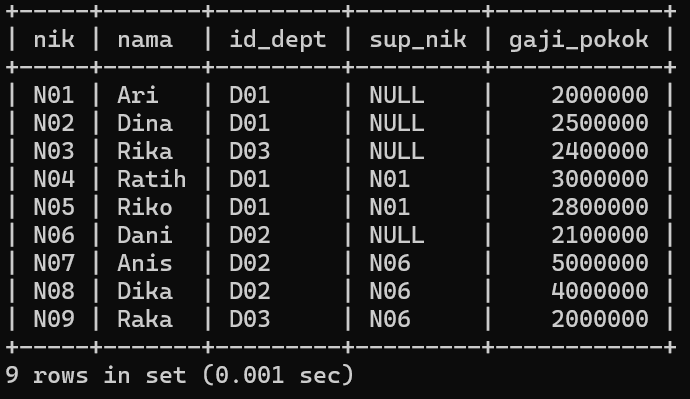 +-----+-------+---------+---------+------------+
| nik | nama  | id_dept | sup_nik | gaji_pokok |
+-----+-------+---------+---------+------------+
| N01 | Ari   | D01     | NULL    |    2000000 |
| N02 | Dina  | D01     | NULL    |    2500000 |
| N03 | Rika  | D03     | NULL    |    2400000 |
| N04 | Ratih | D01     | N01     |    3000000 |
| N05 | Riko  | D01     | N01     |    2800000 |
| N06 | Dani  | D02     | NULL    |    2100000 |
| N07 | Anis  | D02     | N06     |    5000000 |
| N08 | Dika  | D02     | N06     |    4000000 |
| N09 | Raka  | D03     | N06     |    2000000 |
+-----+-------+---------+---------+------------+
9 rows in set (0.001 sec)